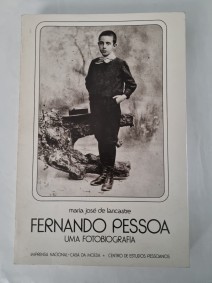 maria josé de lancastre
FERNANDO PESSOA
UMA FOTOBIOGRAFIA
IMPRENSA NACIONAL-CASA DA MOEDA • CENTRO DE ESTUDOS PESSOANOS